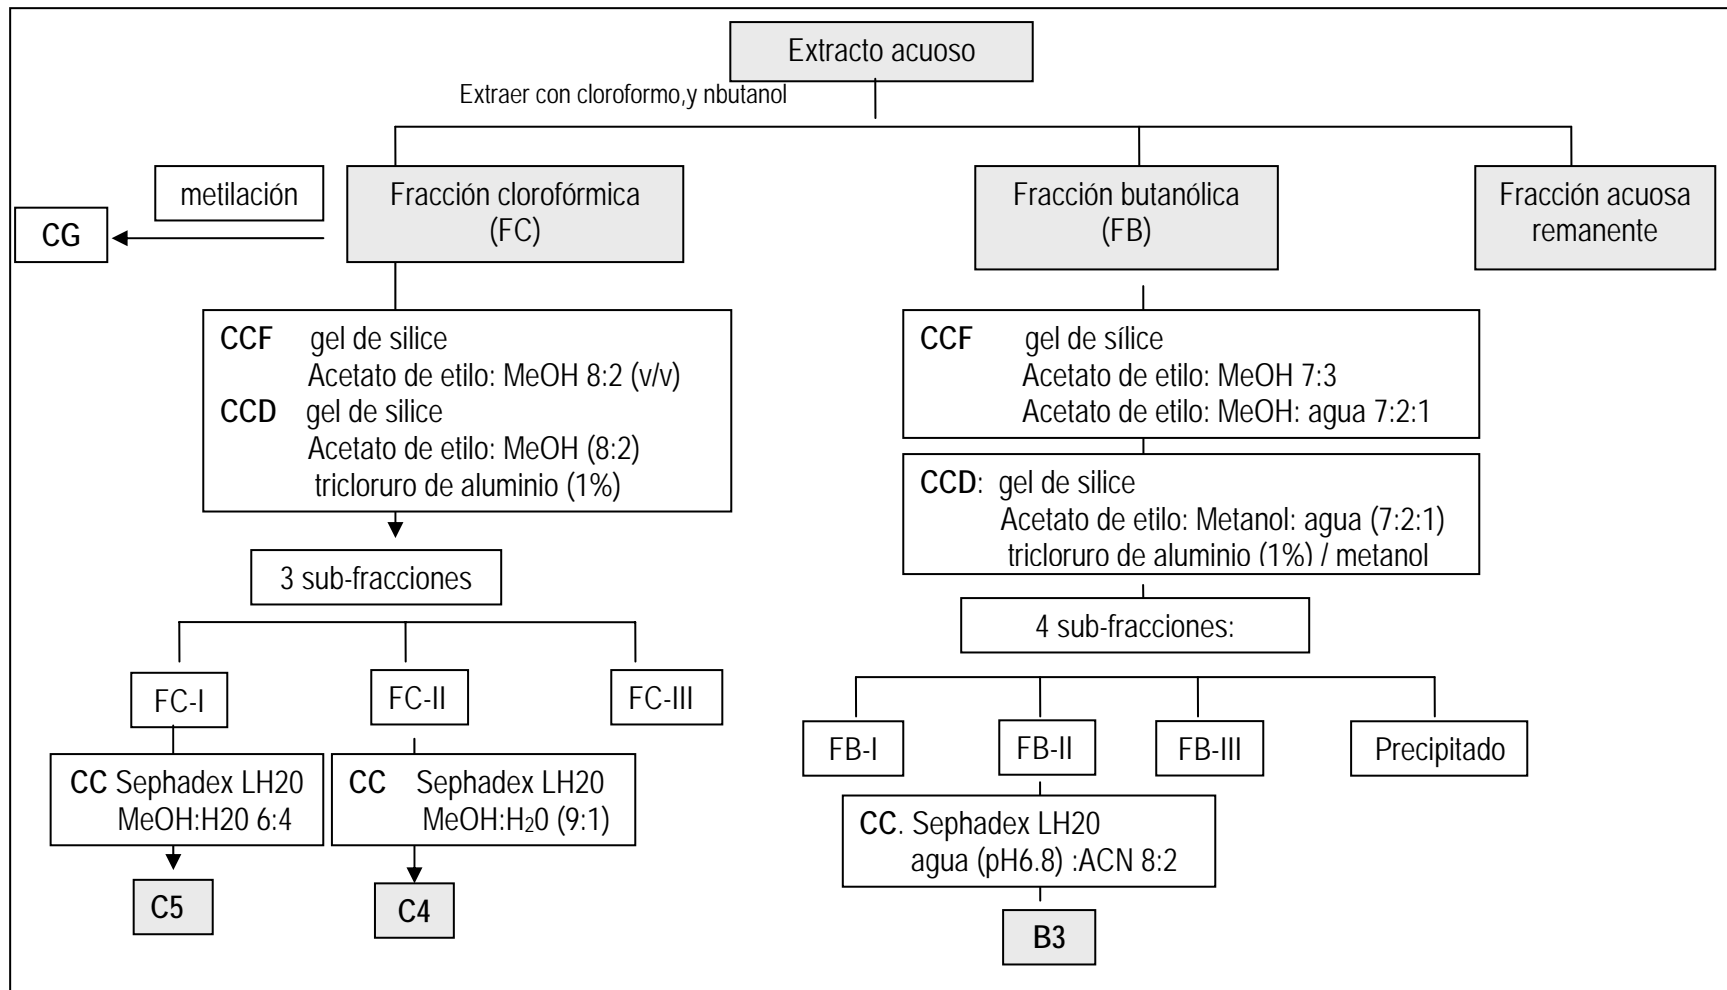 Extracto acuoso
Extraer con cloroformo,y nbutanol
metilación
CG
Fracción clorofórmica
(FC)
Fracción butanólica
(FB)
Fracción acuosa
remanente
CCF gel de silice
Acetato de etilo: MeOH 8:2 (v/v)
CCD gel de silice
Acetato de etilo: MeOH (8:2)
tricloruro de aluminio (1%)
CCF gel de sílice
Acetato de etilo: MeOH 7:3
Acetato de etilo: MeOH: agua 7:2:1
CCD: gel de silice
Acetato de etilo: Metanol: agua (7:2:1)
tricloruro de aluminio (1%) / metanol
3 sub-fracciones
4 sub-fracciones:
FC-I
FC-II
FC-III
FB-I
FB-II
FB-III
Precipitado
CC Sephadex LH20
MeOH:H20 6:4
CC Sephadex LH20
MeOH:H₂0 (9:1)
CC. Sephadex LH20
agua (pH6.8) :ACN 8:2
C5
C4
B3